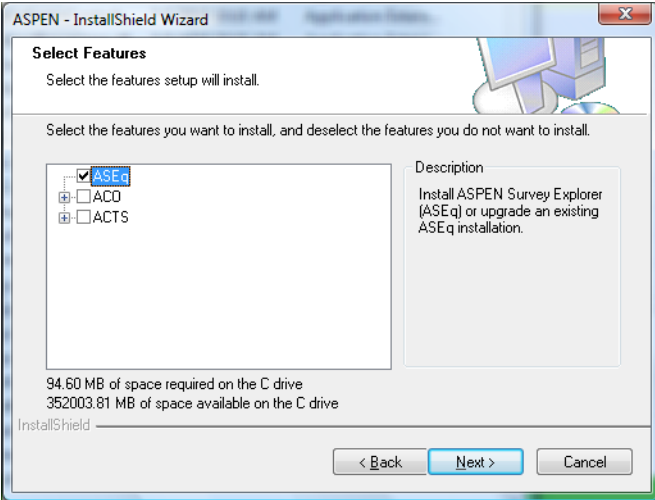 ASPEN - InstallShield Wizard
Select Features
Select the features setup will install.
Select the features you want to install, and deselect the features you do not want to install.
ASEq
ACO
ACTS
Description
Install ASPEN Survey Explorer
(ASEq) or upgrade an existing
ASEq installation.
94.60 MB of space required on the C drive
352003.81 MB of space available on the C drive
InstallShield
< Back
Next >
Cancel